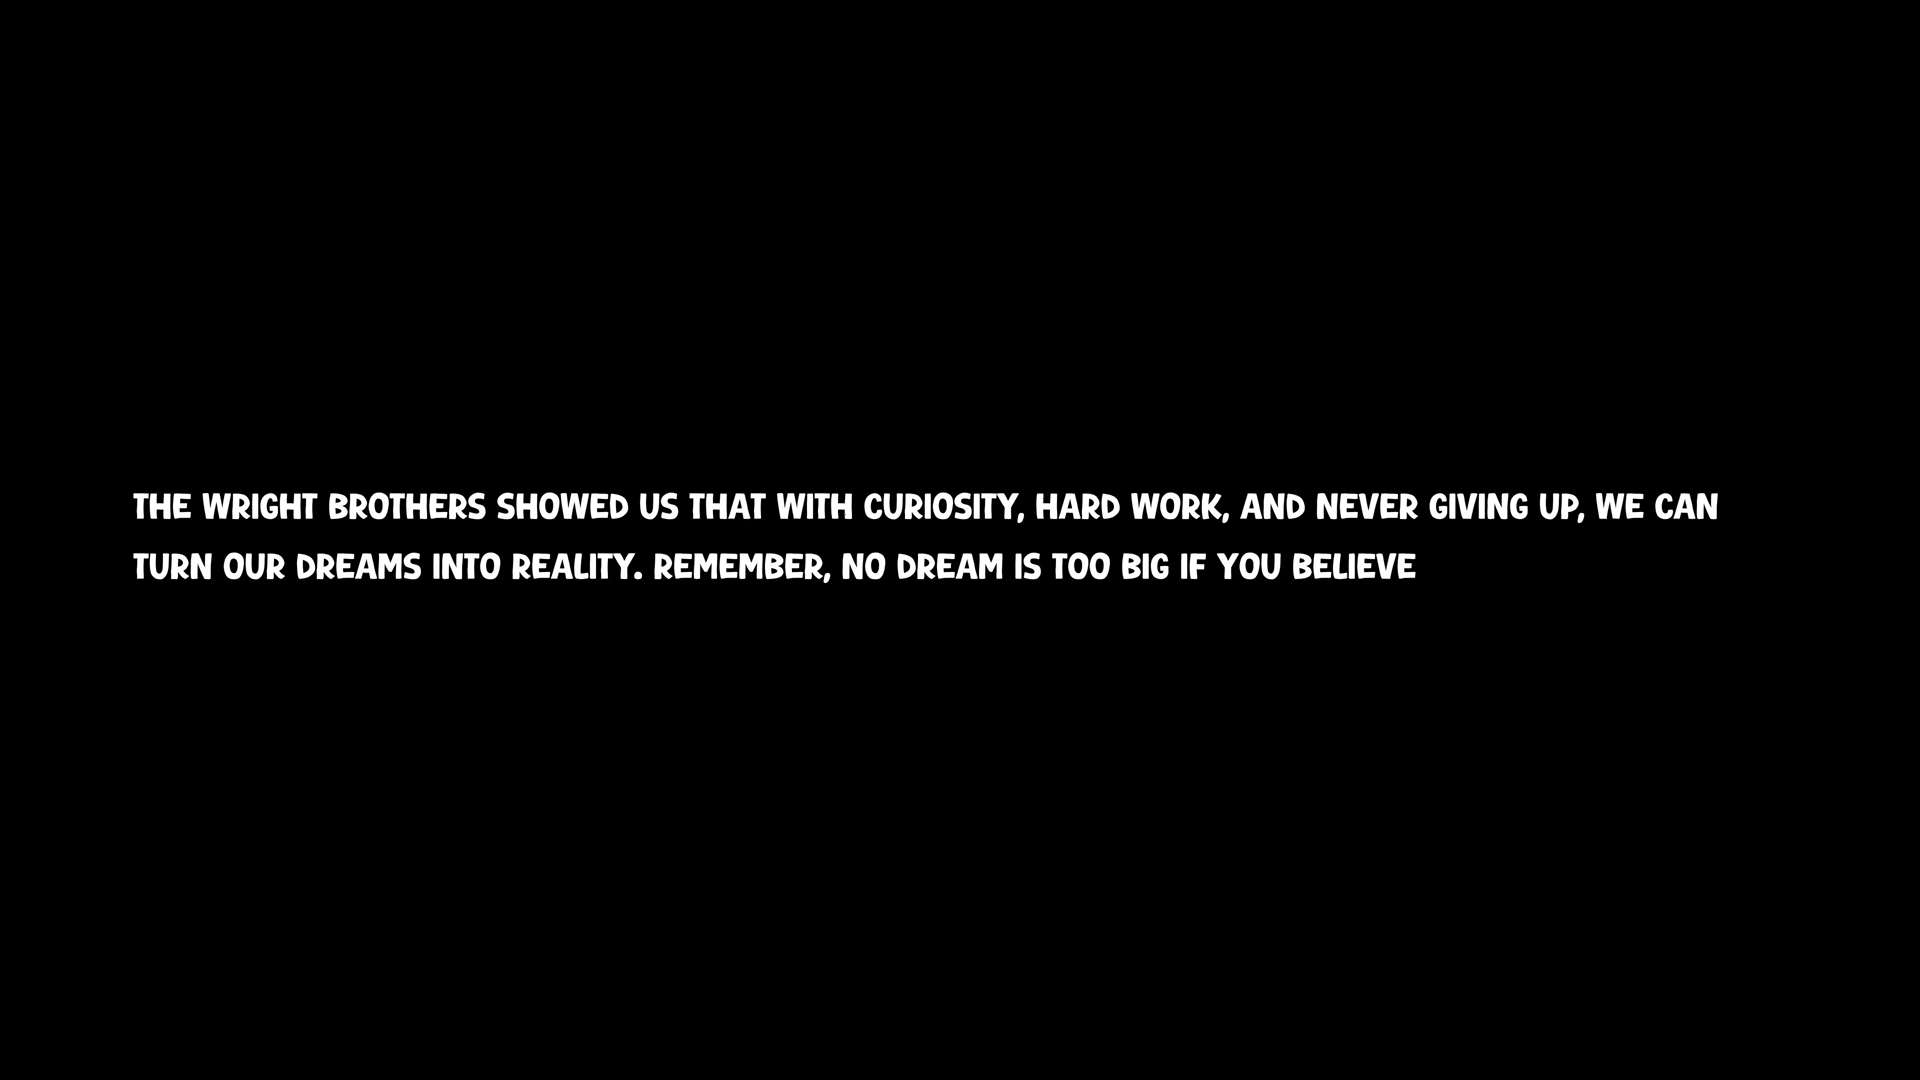 THE WRIGHT BROTHERS SHOWED US THAT WITH CURIOSITY, HARD WORK, AND NEVER GIVING UP, WE CAN
TURN OUR DREAMS INTO REALITY. REMEMBER, NO DREAM IS TOO BIG IF YOU BELIEVE